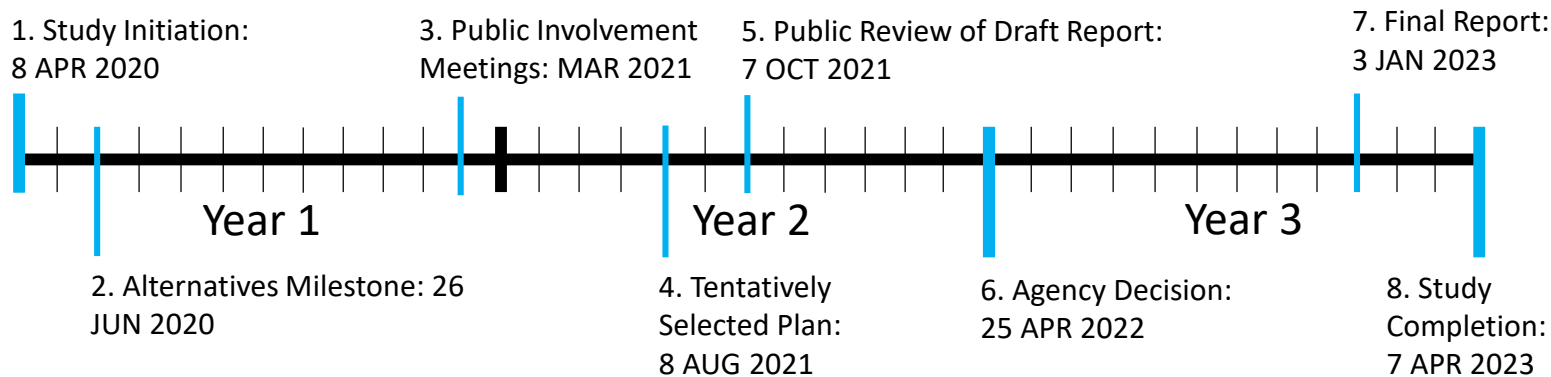 1. Study Initiation:
8 APR 2020
3. Public Involvement
Meetings: MAR 2021
5. Public Review of Draft Report:
7 OCT 2021
7. Final Report:
3 JAN 2023
Year 1
Year 2
Year 3
2. Alternatives Milestone: 26
JUN 2020
4. Tentatively
Selected Plan:
8 AUG 2021
6. Agency Decision:
25 APR 2022
8. Study
Completion:
7 APR 2023